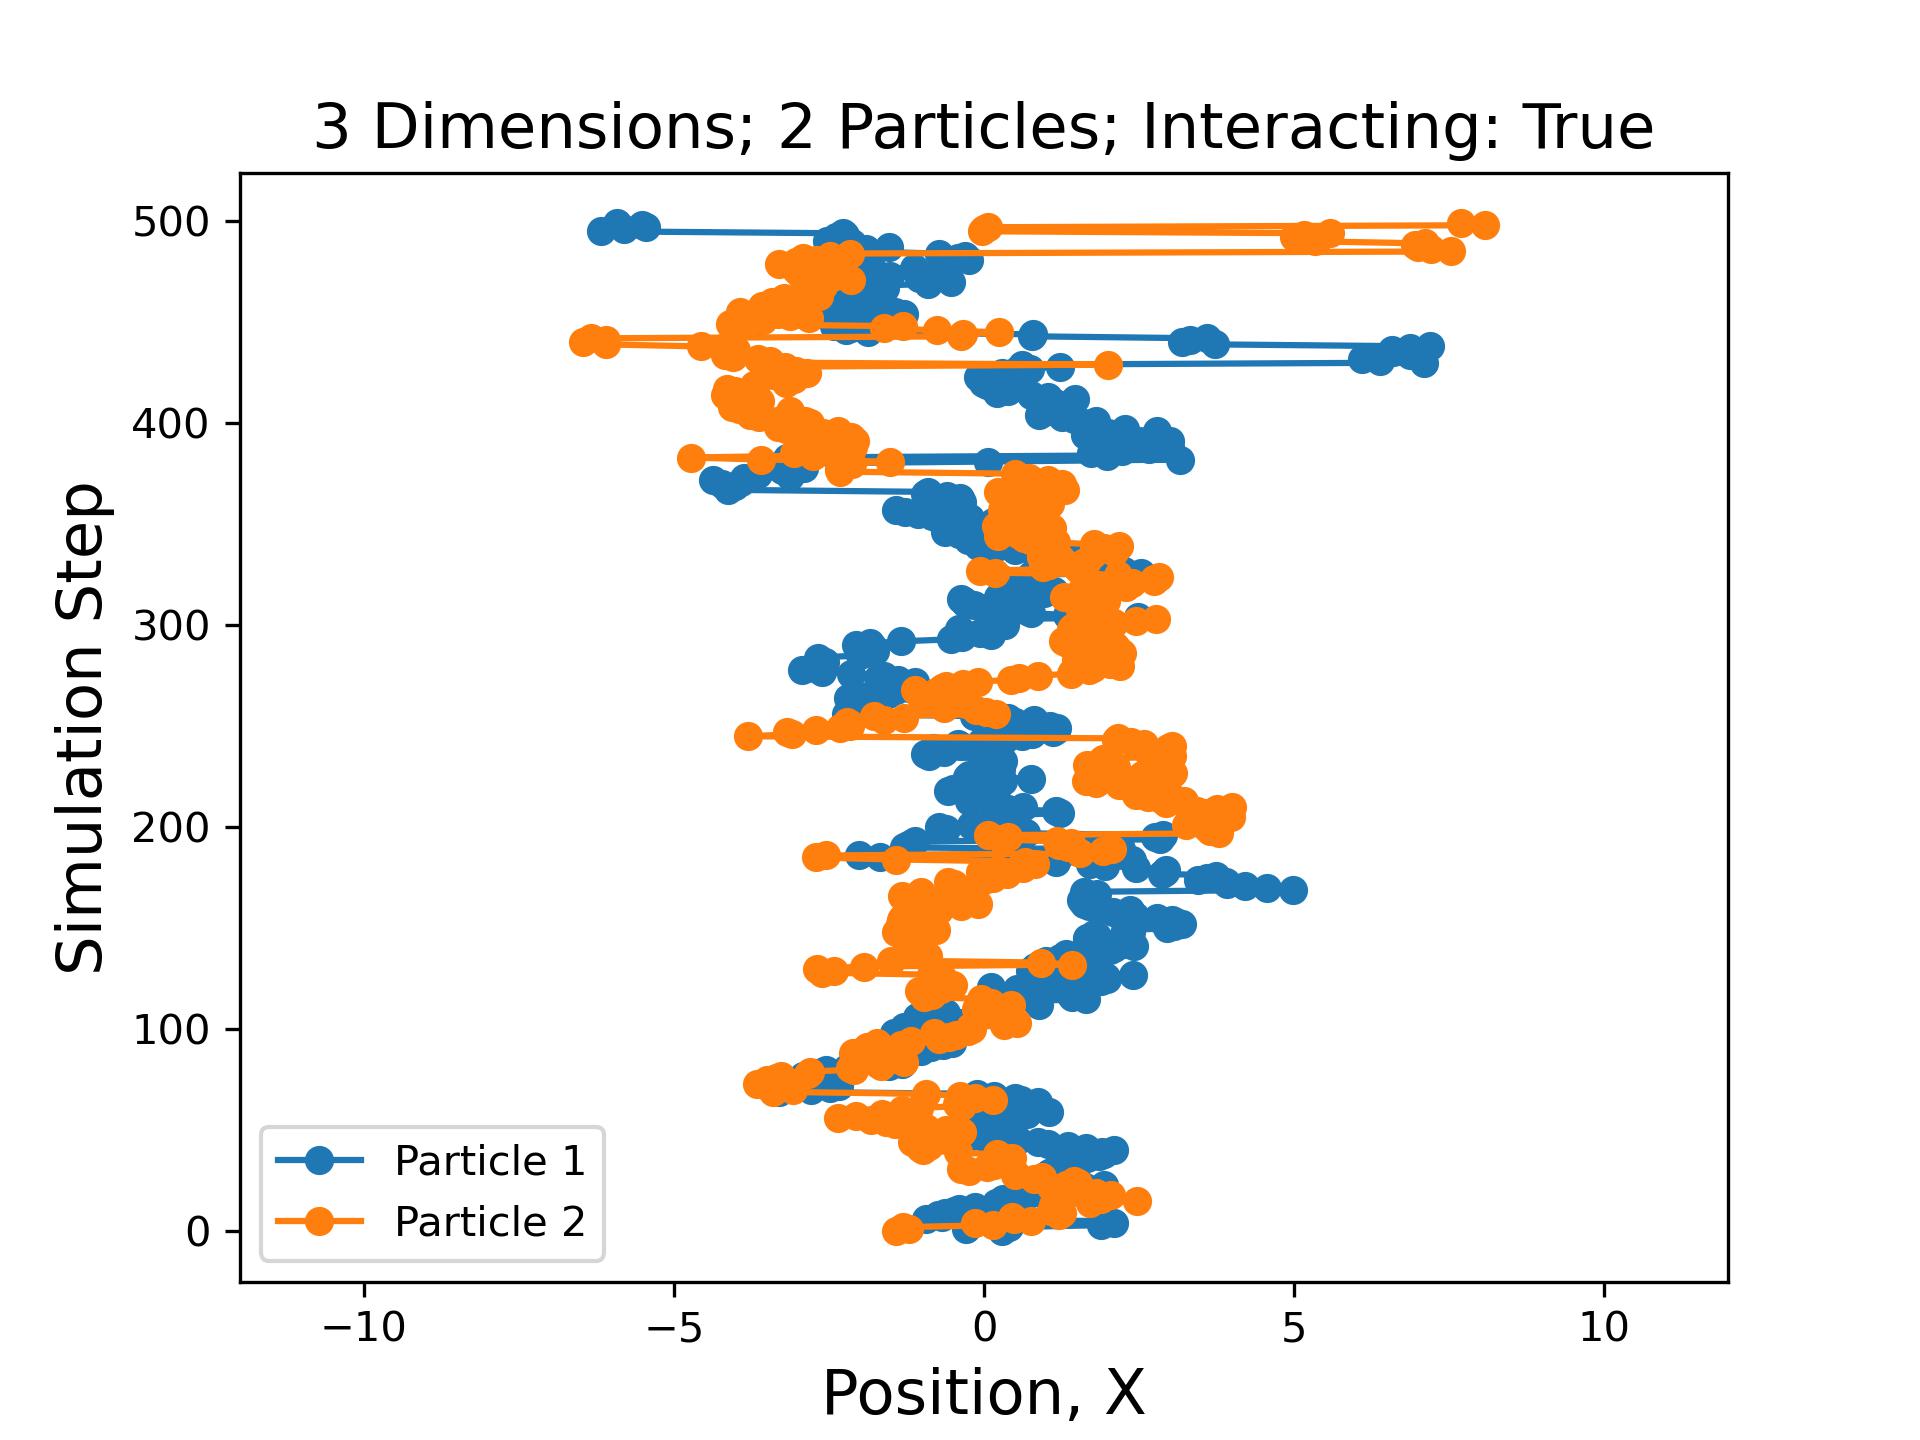 3 Dimensions; 2 Particles; Interacting: True
Simulation Step
500
400
300
200
100
0
Particle 1
Particle 2
−10
−5
0
5
10
Position, X